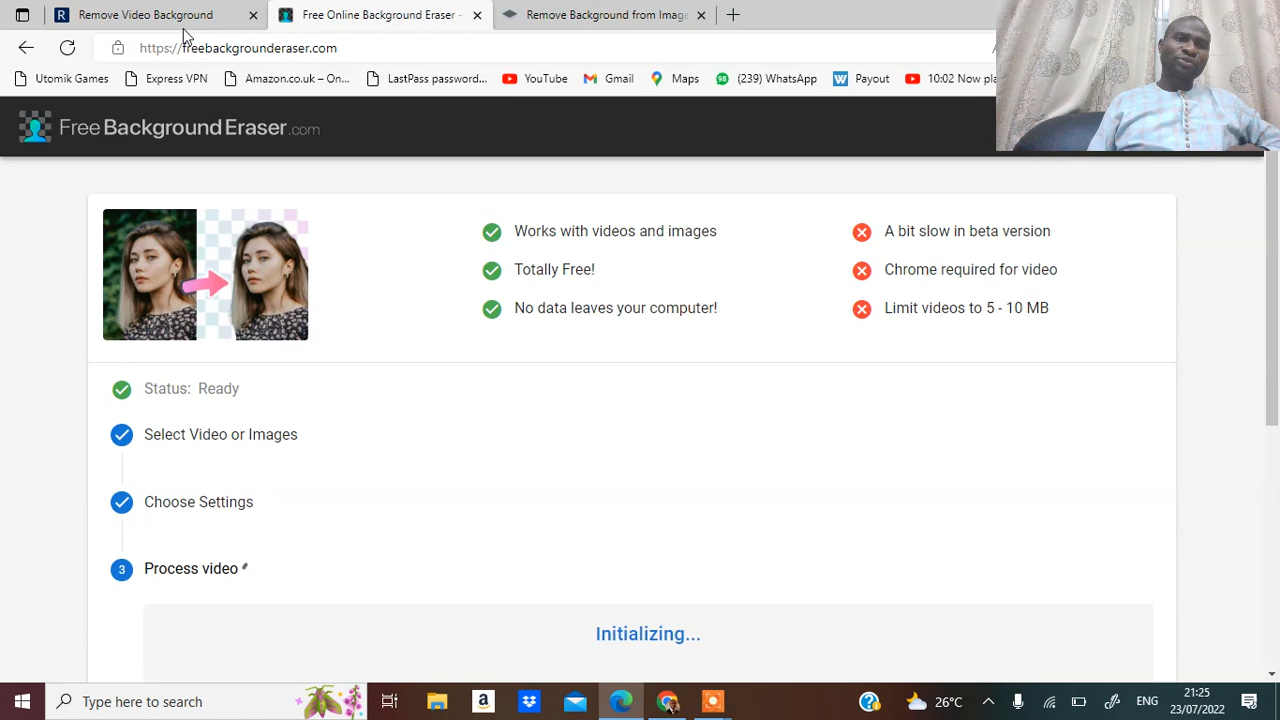 Remove Video Background
Free Online Background Eraser -
Remove Background from Image
https://freebackgrounderaser.com
Utomik Games
Express VPN
Amazon.co.uk – On...
LastPass password...
YouTube
Gmail
Maps
(239) WhatsApp
Payout
10:02 Now pla
FreeBackgroundEraser.com
Works with videos and images
Totally Free!
No data leaves your computer!
A bit slow in beta version
Chrome required for video
Limit videos to 5 - 10 MB
Status: Ready
Select Video or Images
Choose Settings
3 Process video
Initializing...
Type here to search
26°C
ENG
21:25
23/07/2022